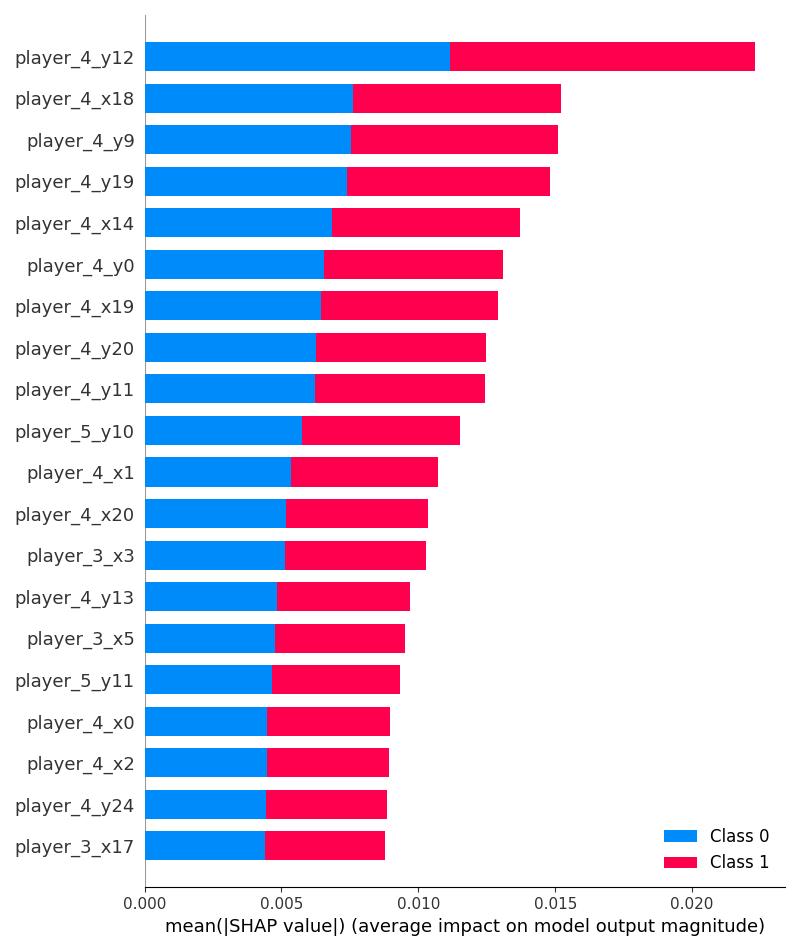 player_4_y12
player_4_x18
player_4_y9
player_4_y19
player_4_x14
player_4_y0
player_4_x19
player_4_y20
player_4_y11
player_5_y10
player_4_x1
player_4_x20
player_3_x3
player_4_y13
player_3_x5
player_5_y11
player_4_x0
player_4_x2
player_4_y24
player_3_x17
Class 0
Class 1
0.000 0.005 0.010 0.015 0.020
mean(|SHAP value|) (average impact on model output magnitude)